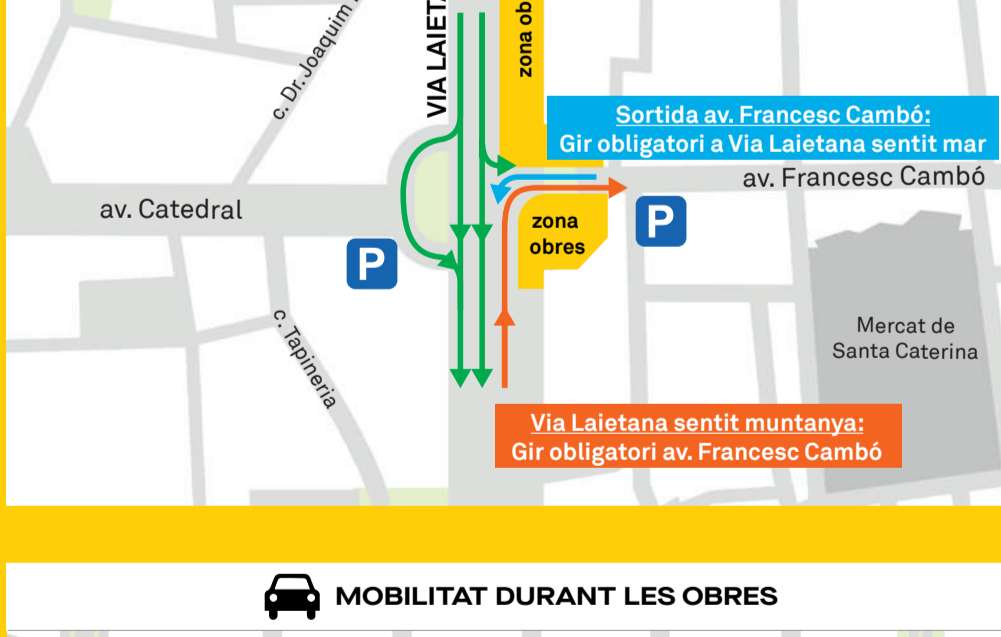 c. Dr. Joaquim
VIA LAIETA
zona ob
Sortida av. Francesc Cambó:
Gir obligatori a Via Laietana sentit mar
av. Francesc Cambó
av. Catedral
P
zona
obres
P
c. Tapineria
Mercat de
Santa Caterina
Via Laietana sentit muntanya:
Gir obligatori av. Francesc Cambó
MOBILITAT DURANT LES OBRES